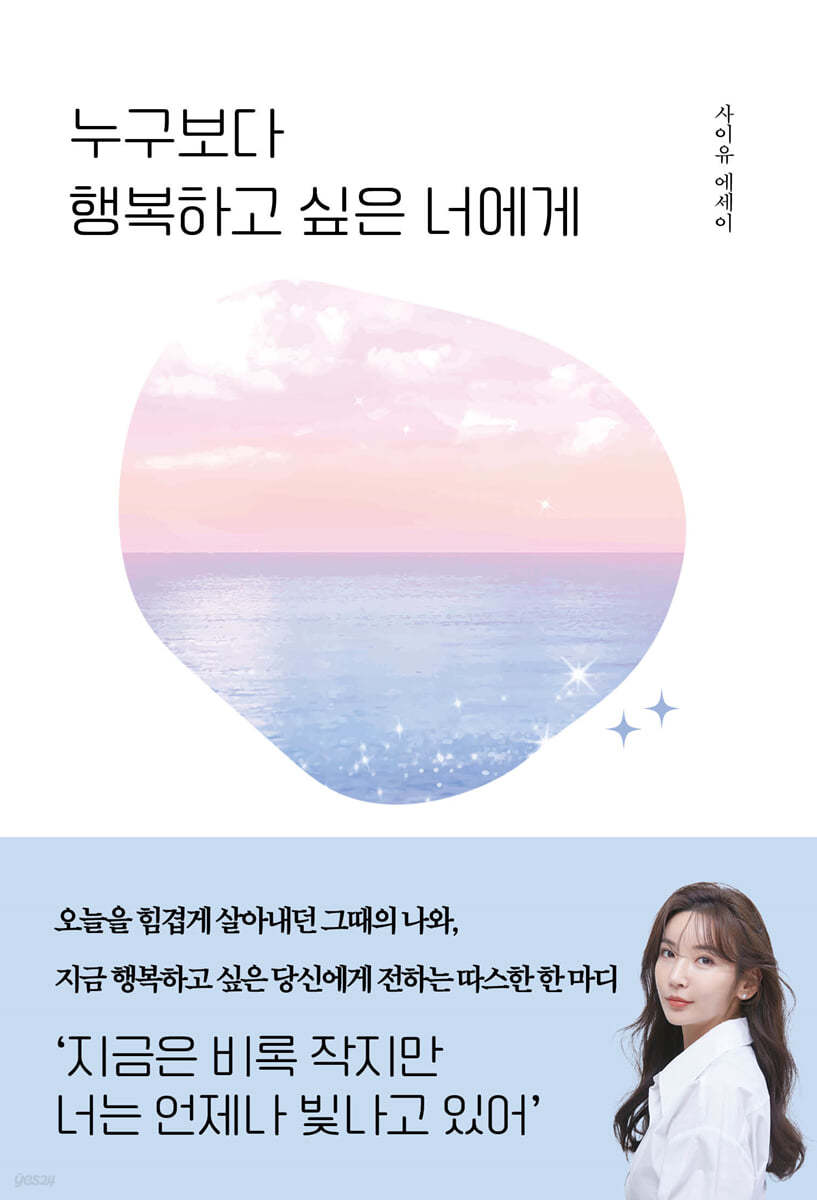 누구보다
행복하고 싶은 너에게
사이유 에세이
오늘을 힘겹게 살아내던 그때의 나와,
지금 행복하고 싶은 당신에게 전하는 따스한 한 마디
‘지금은 비록 작지만
너는 언제나 빛나고 있어’
yes24